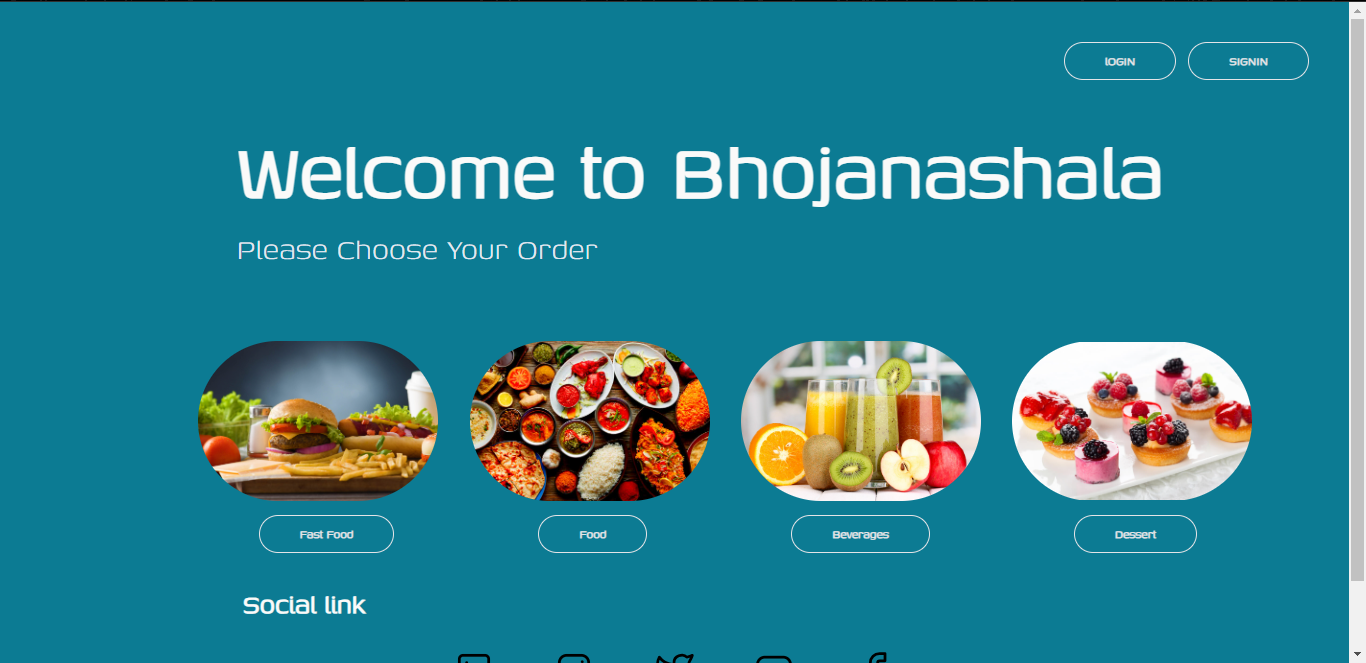 lOGIN SIGNIN
Welcome to Bhojanashala
Please Choose Your Order
Fast Food Food Beverages Dessert
Social link